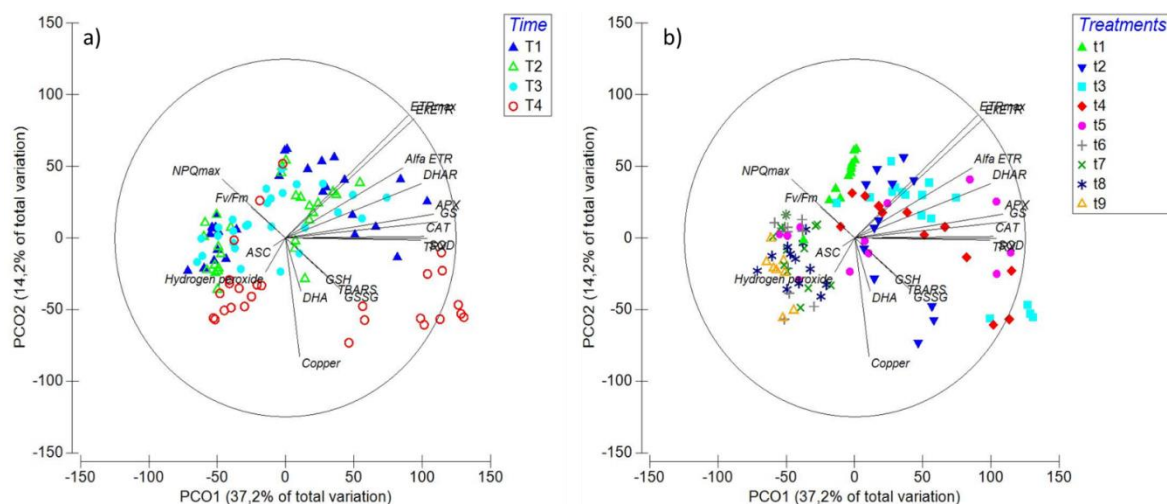 a)
Time
T1
T2
T3
T4
PCO2 (14,2% of total variation)
150
100
50
0
-50
-100
-150
ETRmax
EkETR
Alfa ETR
DHAR
APX
GS
CAT
SOD
NPQmax
Fv/Fm
ASC
Hydrogen peroxide
GSH
TBARS
DHA
GSSG
Copper
-150
-100
-50
0
50
100
150
PCO1 (37,2% of total variation)
b)
Treatments
t1
t2
t3
t4
t5
t6
t7
t8
t9
PCO2 (14,2% of total variation)
150
100
50
0
-50
-100
-150
ETRmax
EkETR
Alfa ETR
DHAR
APX
GS
CAT
SOD
NPQmax
Fv/Fm
ASC
Hydrogen peroxide
GSH
TBARS
DHA
GSSG
Copper
-150
-100
-50
0
50
100
150
PCO1 (37,2% of total variation)